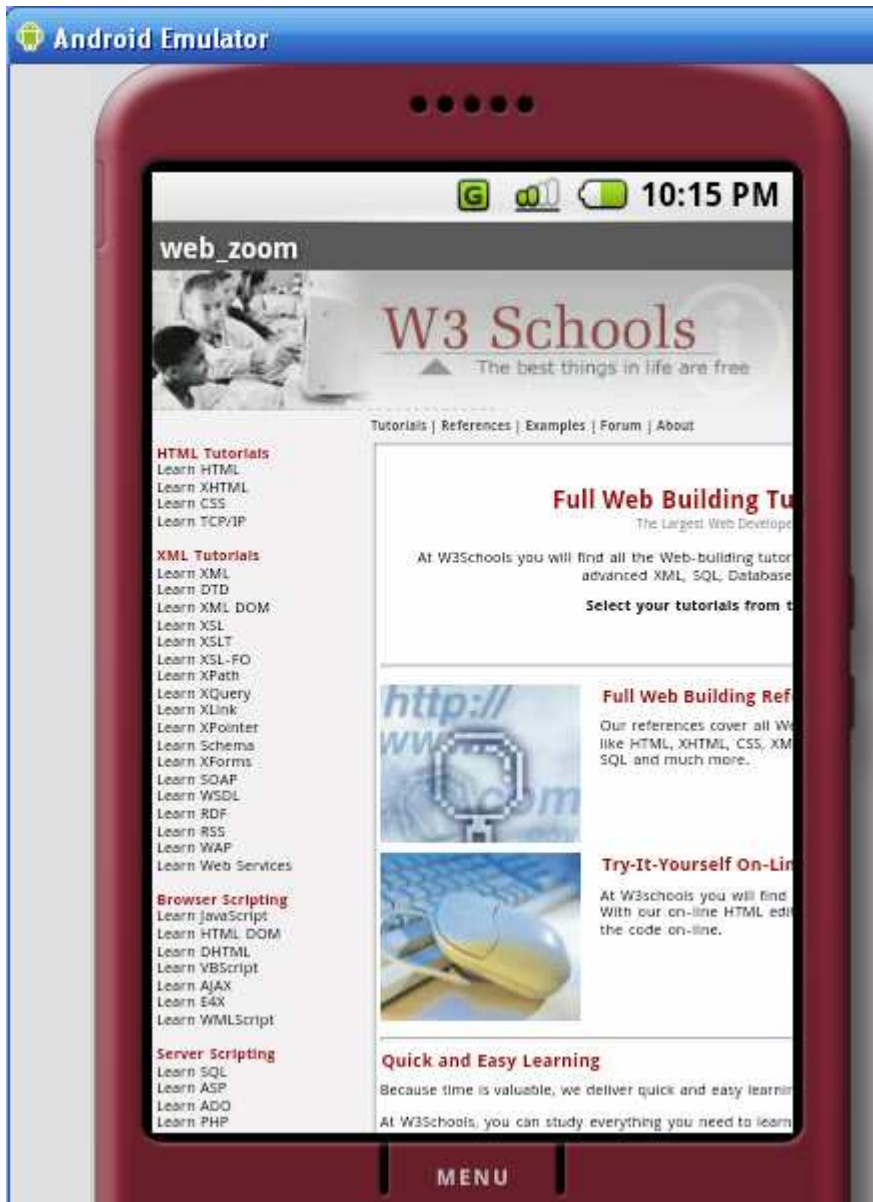 Android Emulator
G 10:15 PM
web_zoom
W3 Schools
The best things in life are free
Tutorials | References | Examples | Forum | About
HTML Tutorials
Learn HTML
Learn XHTML
Learn CSS
Learn TCP/IP
XML Tutorials
Learn XML
Learn DTD
Learn XML DOM
Learn XSL
Learn XSLT
Learn XSL-FO
Learn XPath
Learn XQuery
Learn XLink
Learn XPointer
Learn Schema
Learn XForms
Learn SOAP
Learn WSDL
Learn RDF
Learn RSS
Learn WAP
Learn Web Services
Browser Scripting
Learn JavaScript
Learn HTML DOM
Learn DHTML
Learn VBScript
Learn AJAX
Learn E4X
Learn WMLScript
Server Scripting
Learn SQL
Learn ASP
Learn ADO
Learn PHP
Full Web Building Tu
The Largest Web Develope
At W3Schools you will find all the Web-building tutor
advanced XML, SQL, Database
Select your tutorials from t
http://
www.
com
Full Web Building Ref
Our references cover all We
like HTML, XHTML, CSS, XM
SQL and much more.
Try-It-Yourself On-Lin
At W3schools you will find
With our on-line HTML edit
the code on-line.
Quick and Easy Learning
Because time is valuable, we deliver quick and easy learnin
At W3Schools, you can study everything you need to learn
MENU